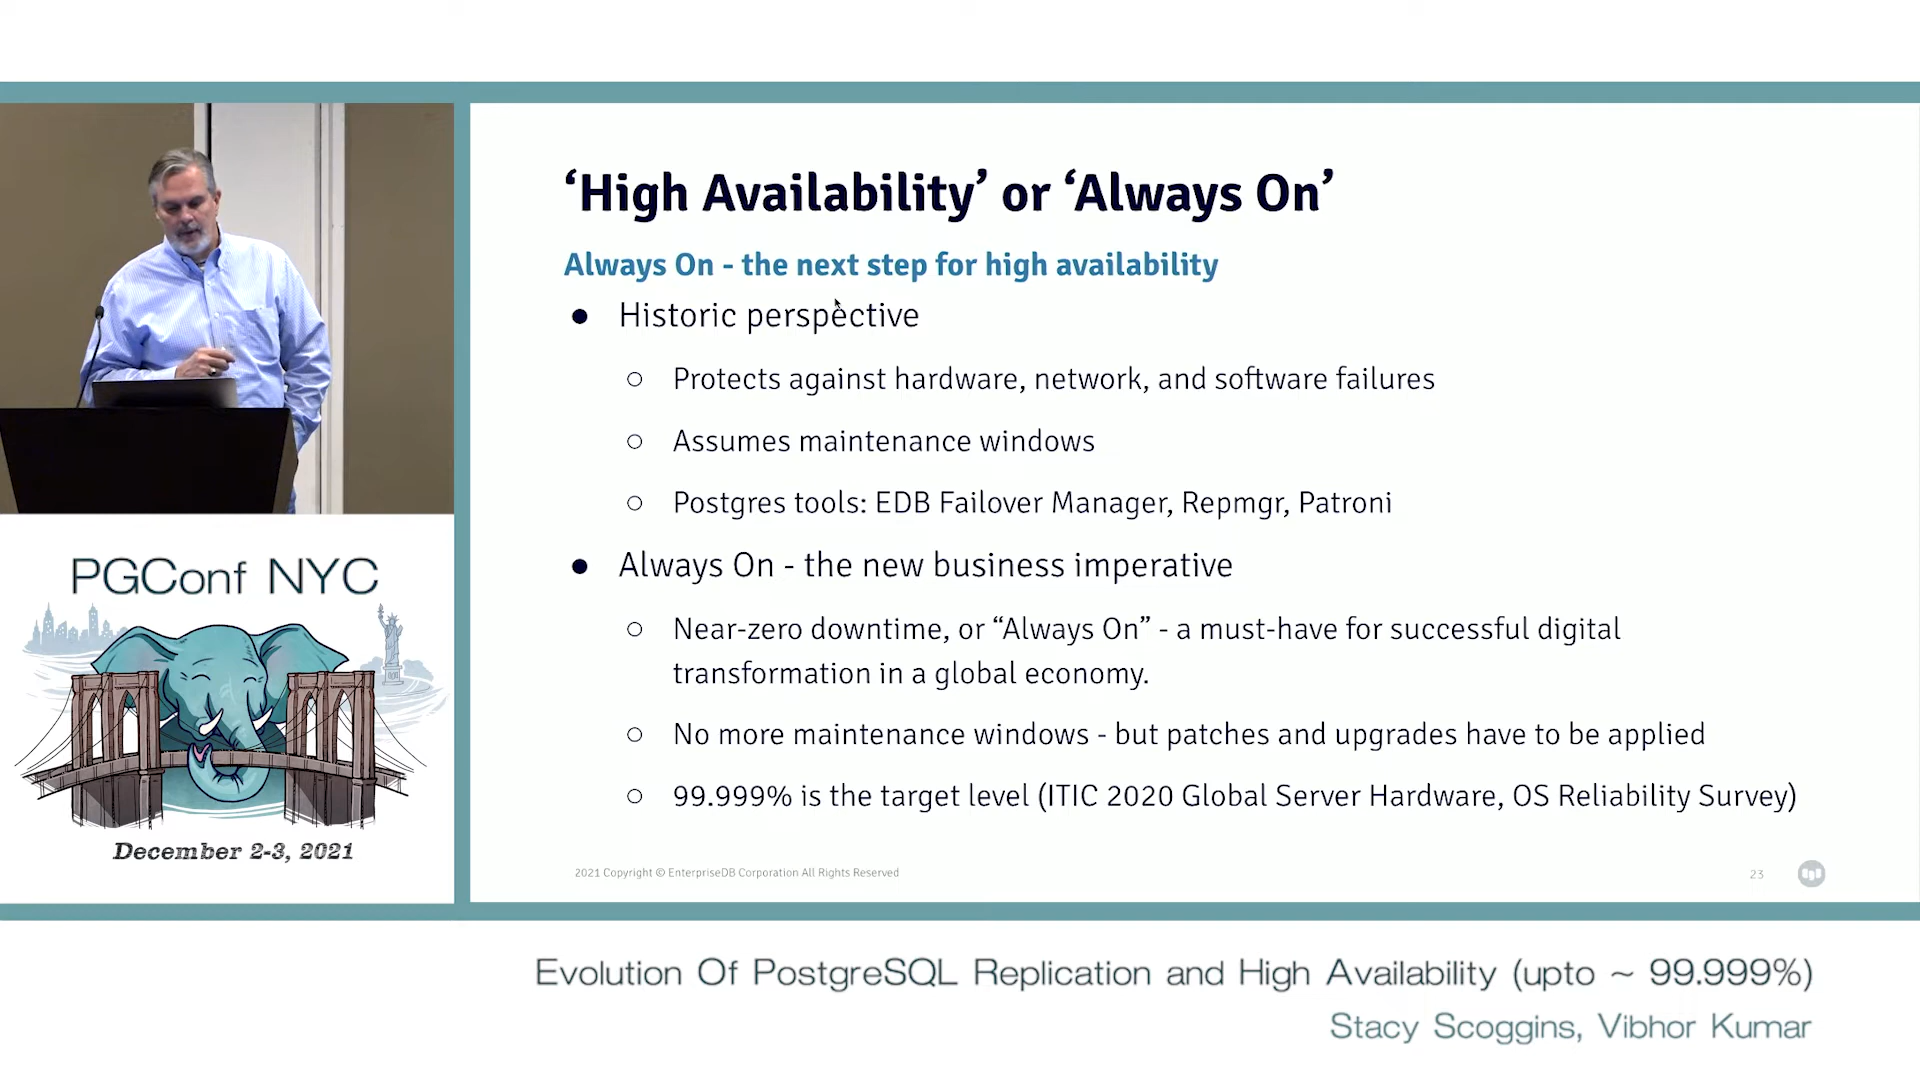 ‘High Availability’ or ‘Always On’
Always On - the next step for high availability
● Historic perspective
○ Protects against hardware, network, and software failures
○ Assumes maintenance windows
○ Postgres tools: EDB Failover Manager, Repmgr, Patroni
● Always On - the new business imperative
○ Near-zero downtime, or “Always On” - a must-have for successful digital
transformation in a global economy.
○ No more maintenance windows - but patches and upgrades have to be applied
○ 99.999% is the target level (ITIC 2020 Global Server Hardware, OS Reliability Survey)
2021 Copyright © EnterpriseDB Corporation All Rights Reserved
23
PGConf NYC
December 2-3, 2021
Evolution Of PostgreSQL Replication and High Availability (upto ~ 99.999%)
Stacy Scoggins, Vibhor Kumar